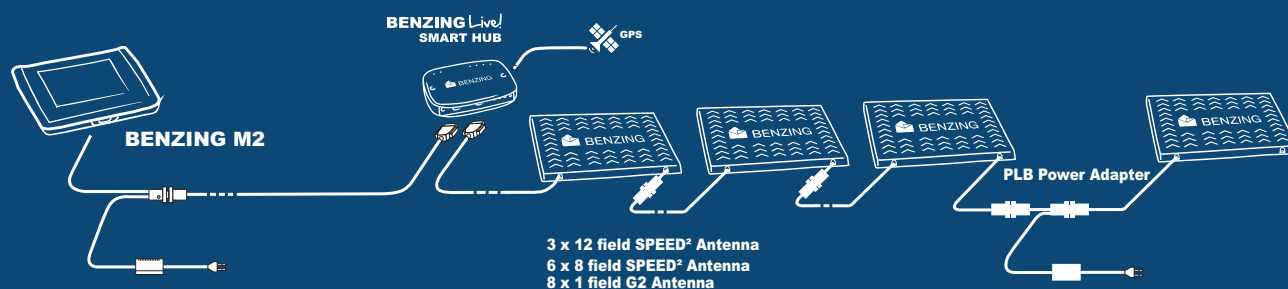 BENZING Live!
SMART HUB
GPS
BENZING
BENZING M2
BENZING
BENZING
BENZING
BENZING
PLB Power Adapter
3 x 12 field SPEED² Antenna
6 x 8 field SPEED² Antenna
8 x 1 field G2 Antenna